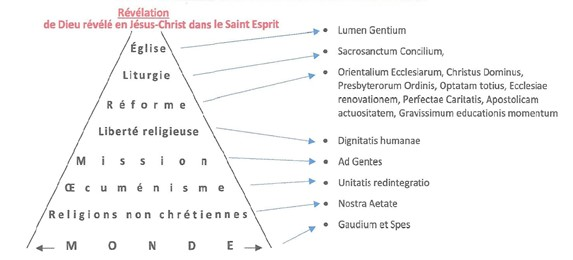 Révélation
de Dieu révélé en Jésus-Christ dans le Saint Esprit
Église
Liturgie
Réforme
Liberté religieuse
Mission
Œcuménisme
Religions non chrétiennes
MONDE
• Lumen Gentium
• Sacrosanctum Concilium,
• Orientalium Ecclesiarum, Christus Dominus,
Presbyterorum Ordinis, Optatam totius, Ecclesiae
renovationem, Perfectae Caritatis, Apostolicam
actuositatem, Gravissimum educationis momentum
• Dignitatis humanae
• Ad Gentes
• Unitatis redintegratio
• Nostra Aetate
• Gaudium et Spes